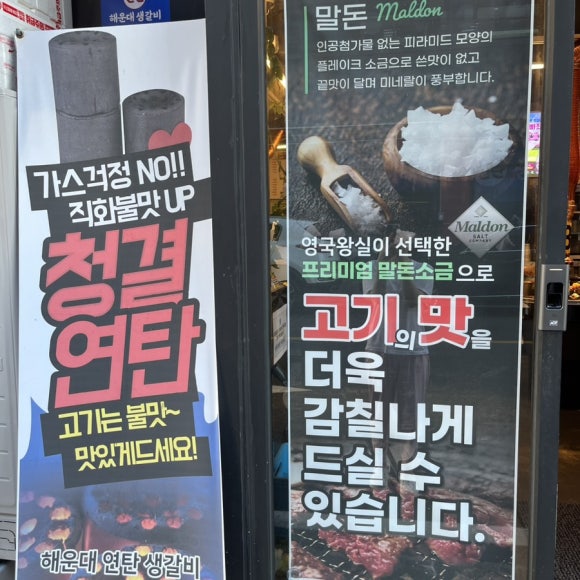 해운대 생갈비
가스걱정 NO!!
직화불맛 UP
청결
연탄
고기는 불맛~
맛있게드세요!
해운대 연탄 생갈비
말돈 Maldon
인공첨가물 없는 피라미드 모양의
플레이크 소금으로 쓴맛이 없고
끝맛이 달며 미네랄이 풍부합니다.
Maldon
SALT
COMPANY
영국왕실이 선택한
프리미엄 말돈소금으로
고기의 맛을
더욱
감칠나게
드실 수
있습니다.